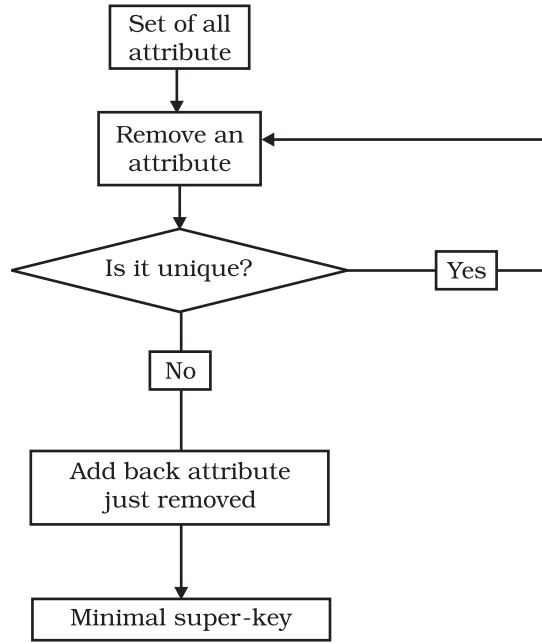 Set of all
attribute
Remove an
attribute
Is it unique?
Yes
No
Add back attribute
just removed
Minimal super-key